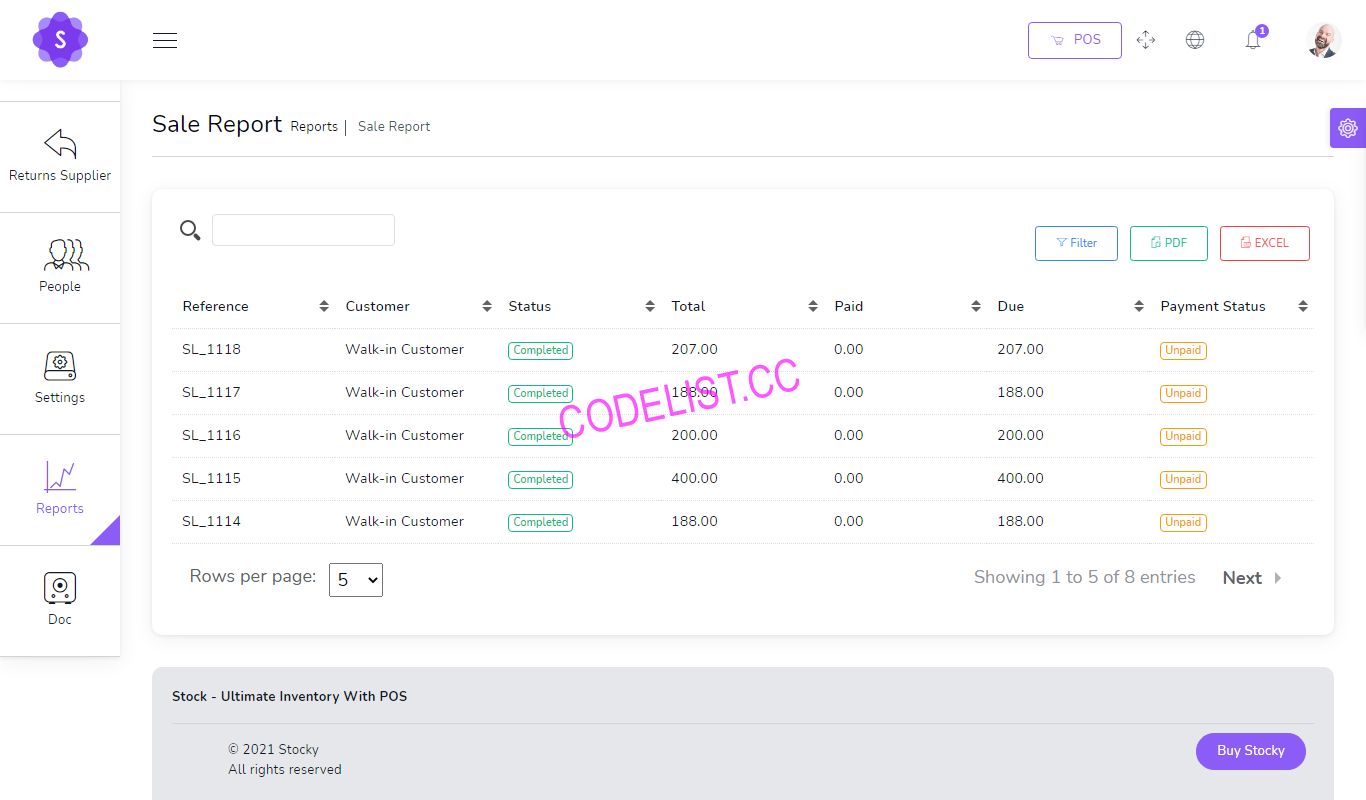 S
POS
1
Sale Report Reports | Sale Report
Returns Supplier
People
Settings
Reports
Doc
Filter PDF EXCEL
Reference Customer Status Total Paid Due Payment Status
SL_1118 Walk-in Customer Completed 207.00 0.00 207.00 Unpaid
SL_1117 Walk-in Customer Completed 188.00 0.00 188.00 Unpaid
SL_1116 Walk-in Customer Completed 200.00 0.00 200.00 Unpaid
SL_1115 Walk-in Customer Completed 400.00 0.00 400.00 Unpaid
SL_1114 Walk-in Customer Completed 188.00 0.00 188.00 Unpaid
CODELIST.CC
Rows per page: 5 Showing 1 to 5 of 8 entries Next
Stock - Ultimate Inventory With POS
© 2021 Stocky
All rights reserved
Buy Stocky